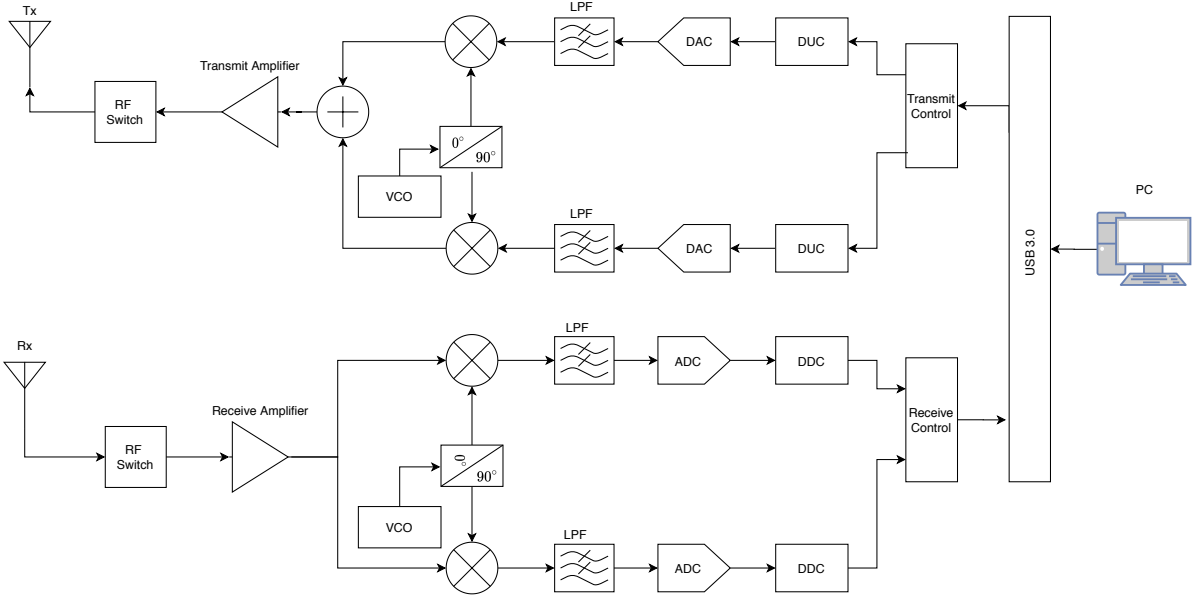 Tx
LPF
DAC
DUC
Transmit Amplifier
RF
Switch
Transmit
Control
0°
90°
VCO
PC
LPF
DAC
DUC
USB 3.0
Rx
LPF
ADC
DDC
Receive Amplifier
RF
Switch
Receive
Control
0°
90°
VCO
LPF
ADC
DDC